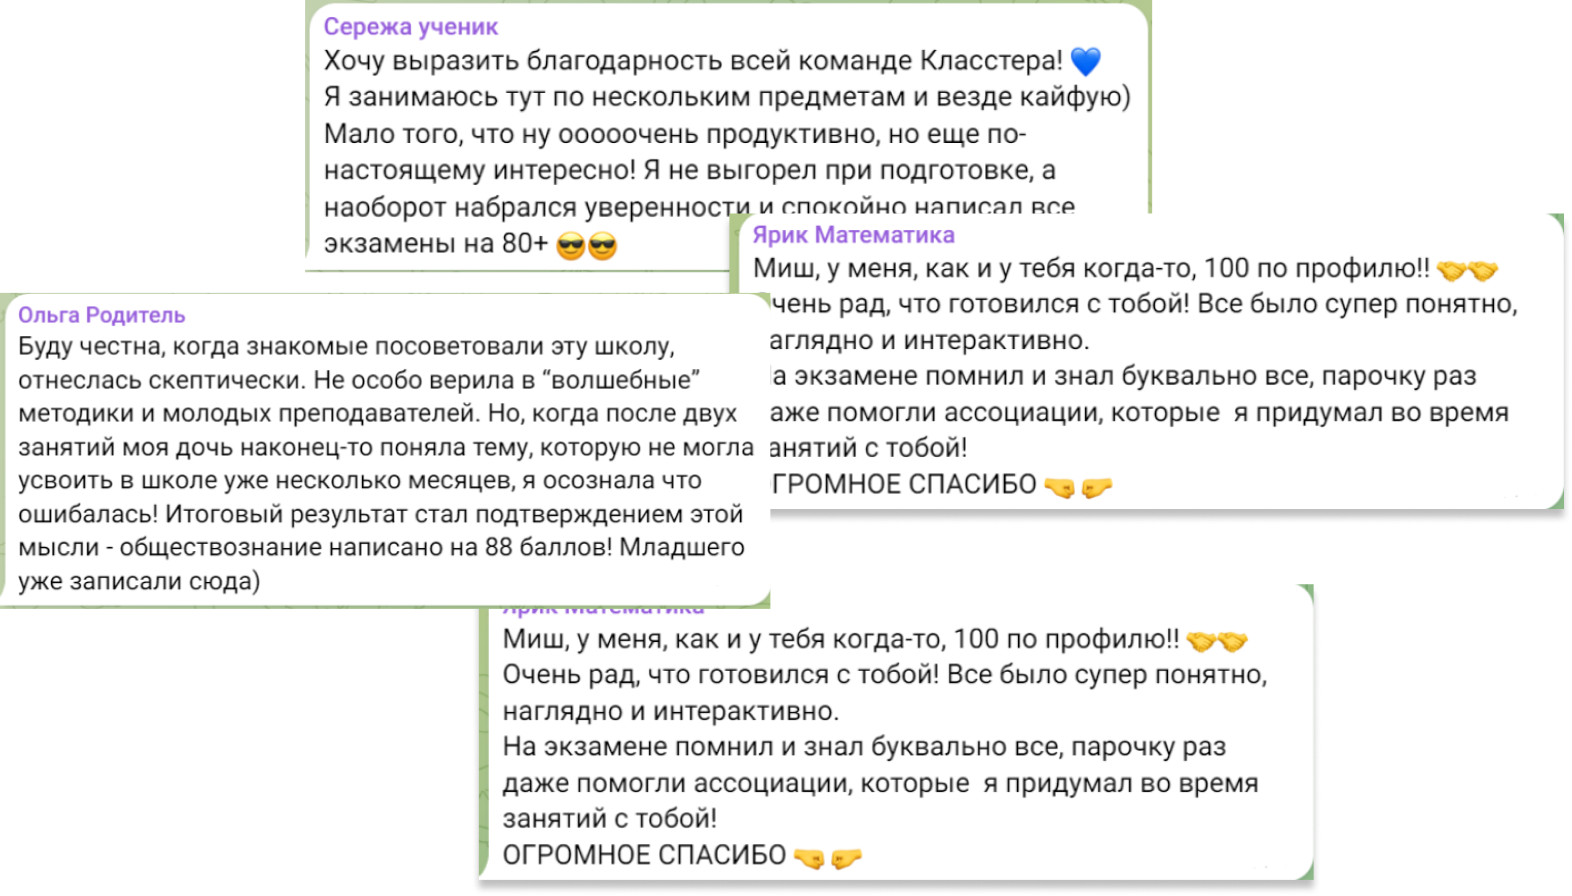 Сережа ученик
Хочу выразить благодарность всей команде Класстера! 💙
Я занимаюсь тут по нескольким предметам и везде кайфую)
Мало того, что ну ооооочень продуктивно, но еще по-
настоящему интересно! Я не выгорел при подготовке, а
наоборот набрался уверенности и спокойно написал все
экзамены на 80+ 😎😎
Ярик Математика
Миш, у меня, как и у тебя когда-то, 100 по профилю!! 🤝🤝
чень рад, что готовился с тобой! Все было супер понятно,
аглядно и интерактивно.
а экзамене помнил и знал буквально все, парочку раз
аже помогли ассоциации, которые  я придумал во время
анятий с тобой!
ГРОМНОЕ СПАСИБО 🤜🤛
Ольга Родитель
Буду честна, когда знакомые посоветовали эту школу,
отнеслась скептически. Не особо верила в “волшебные”
методики и молодых преподавателей. Но, когда после двух
занятий моя дочь наконец-то поняла тему, которую не могла
усвоить в школе уже несколько месяцев, я осознала что
ошибалась! Итоговый результат стал подтверждением этой
мысли - обществознание написано на 88 баллов! Младшего
уже записали сюда)
Ярик Математика
Миш, у меня, как и у тебя когда-то, 100 по профилю!! 🤝🤝
Очень рад, что готовился с тобой! Все было супер понятно,
наглядно и интерактивно.
На экзамене помнил и знал буквально все, парочку раз
даже помогли ассоциации, которые  я придумал во время
занятий с тобой!
ОГРОМНОЕ СПАСИБО 🤜🤛